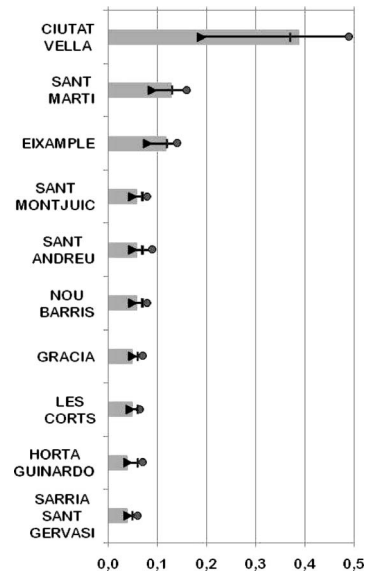 CIUTAT
VELLA
SANT
MARTI
EIXAMPLE
SANT
MONTJUIC
SANT
ANDREU
NOU
BARRIS
GRACIA
LES
CORTS
HORTA
GUINARDO
SARRIA
SANT
GERVASI
0,0 0,1 0,2 0,3 0,4 0,5